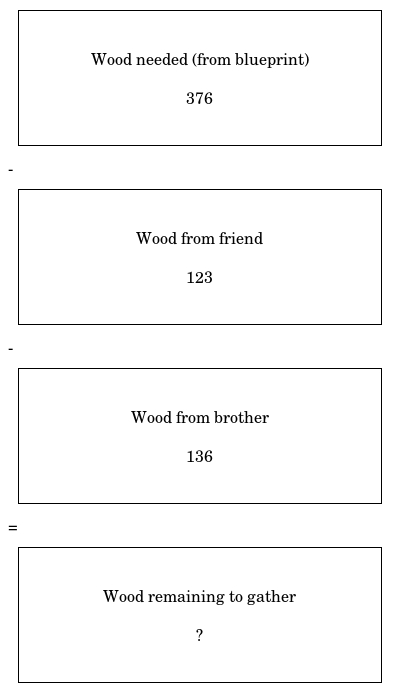 Wood needed (from blueprint)
376
-
Wood from friend
123
-
Wood from brother
136
=
Wood remaining to gather
?